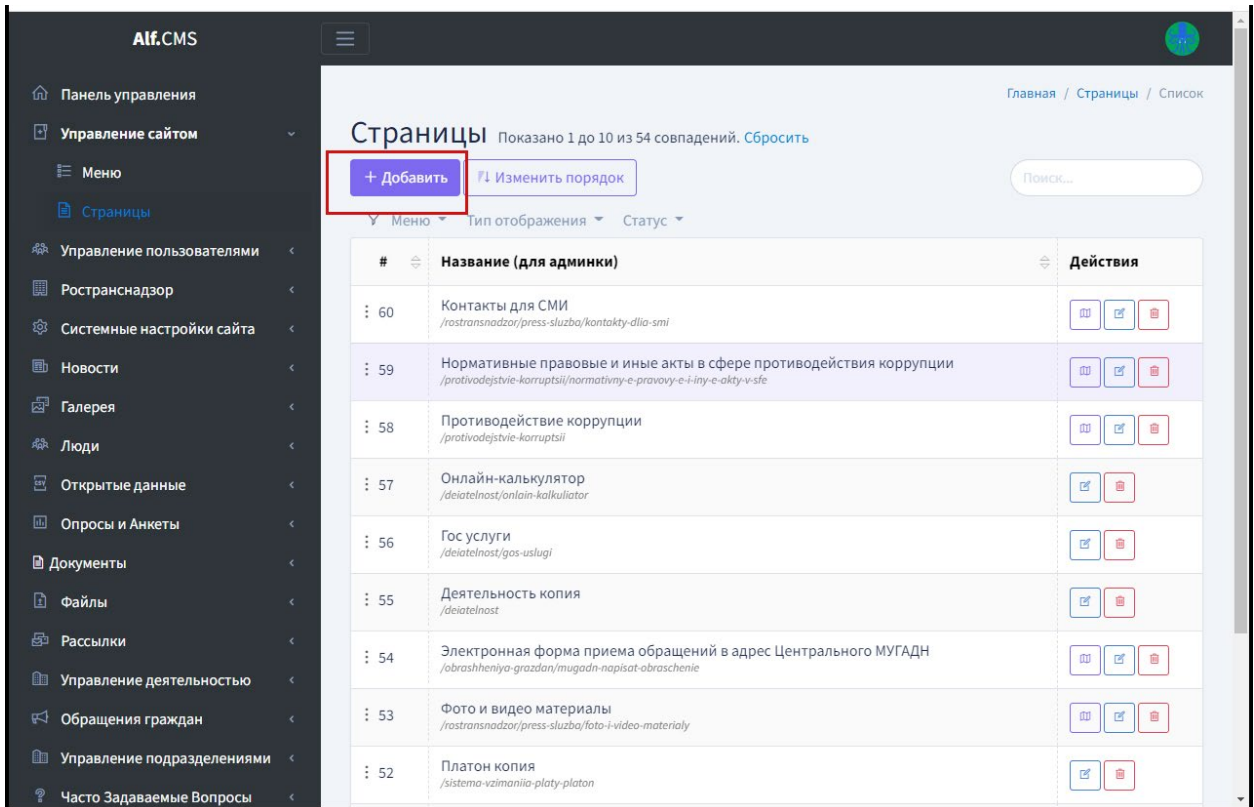 Alf.CMS
Панель управления
Управление сайтом
Меню
Страницы
Управление пользователями
Ространснадзор
Системные настройки сайта
Новости
Галерея
Люди
Открытые данные
Опросы и Анкеты
Документы
Файлы
Рассылки
Управление деятельностью
Обращения граждан
Управление подразделениями
Часто Задаваемые Вопросы
Главная / Страницы / Список
Страницы Показано 1 до 10 из 54 совпадений. Сбросить
+ Добавить Изменить порядок Поиск...
Меню Тип отображения Статус
# Название (для админки) Действия
60 Контакты для СМИ
/rostransnadzor/press-sluzba/kontakty-dlia-smi
59 Нормативные правовые и иные акты в сфере противодействия коррупции
/protivodejstvie-korruptsii/normativny-e-pravovy-e-i-iny-e-akty-v-sfe
58 Противодействие коррупции
/protivodejstvie-korruptsii
57 Онлайн-калькулятор
/deiatelnost/onlain-kalkuliator
56 Гос услуги
/deiatelnost/gos-uslugi
55 Деятельность копия
/deiatelnost
54 Электронная форма приема обращений в адрес Центрального МУГАДН
/obrashheniya-grazdan/mugadn-napisat-obraschenie
53 Фото и видео материалы
/rostransnadzor/press-sluzba/foto-i-video-materialy
52 Платон копия
/sistema-vzimaniia-platy-platon